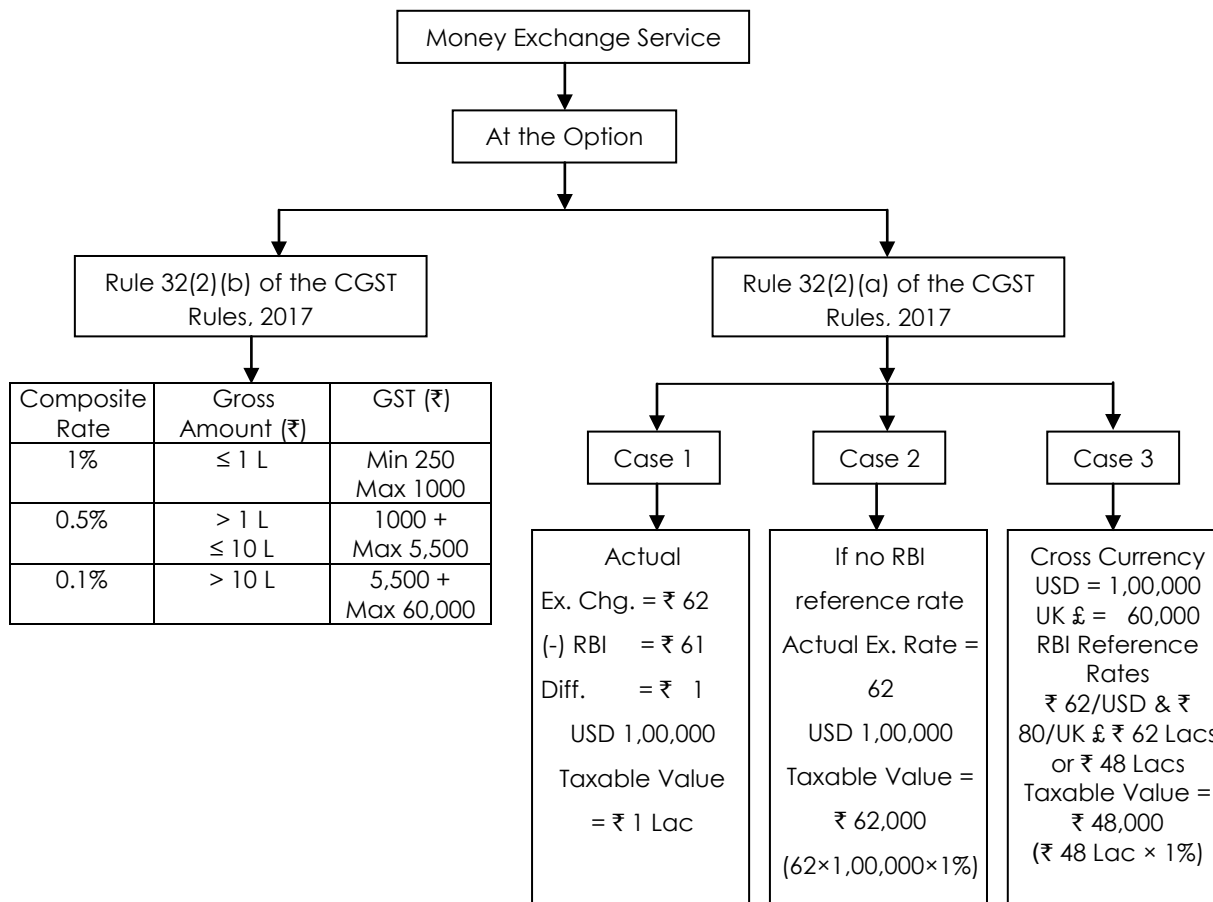 Money Exchange Service
At the Option
Rule 32(2)(b) of the CGST
Rules, 2017
Composite Rate | Gross Amount (₹) | GST (₹)
1% | ≤ 1 L | Min 250 Max 1000
0.5% | > 1 L ≤ 10 L | 1000 + Max 5,500
0.1% | > 10 L | 5,500 + Max 60,000
Rule 32(2)(a) of the CGST
Rules, 2017
Case 1
Actual
Ex. Chg. = ₹ 62
(-) RBI = ₹ 61
Diff. = ₹ 1
USD 1,00,000
Taxable Value
= ₹ 1 Lac
Case 2
If no RBI
reference rate
Actual Ex. Rate =
62
USD 1,00,000
Taxable Value =
₹ 62,000
(62×1,00,000×1%)
Case 3
Cross Currency
USD = 1,00,000
UK £ = 60,000
RBI Reference
Rates
₹ 62/USD & ₹
80/UK £ ₹ 62 Lacs
or ₹ 48 Lacs
Taxable Value =
₹ 48,000
(₹ 48 Lac × 1%)